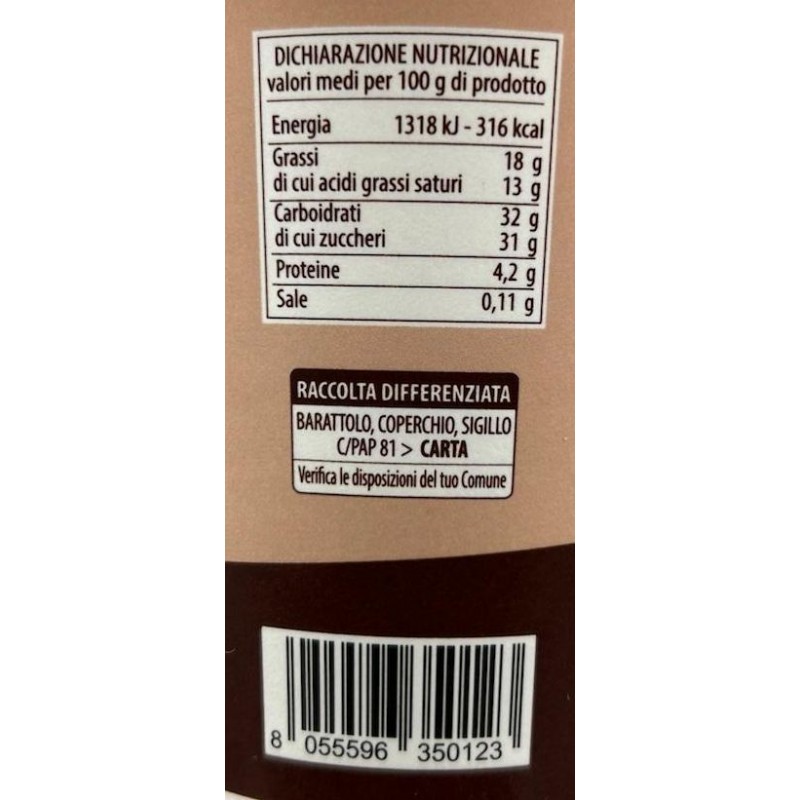 DICHIARAZIONE NUTRIZIONALE
valori medi per 100 g di prodotto
Energia 1318 kJ - 316 kcal
Grassi 18 g
di cui acidi grassi saturi 13 g
Carboidrati 32 g
di cui zuccheri 31 g
Proteine 4,2 g
Sale 0,11 g
RACCOLTA DIFFERENZIATA
BARATTOLO, COPERCHIO, SIGILLO
C/PAP 81 > CARTA
Verifica le disposizioni del tuo Comune
8 055596 350123